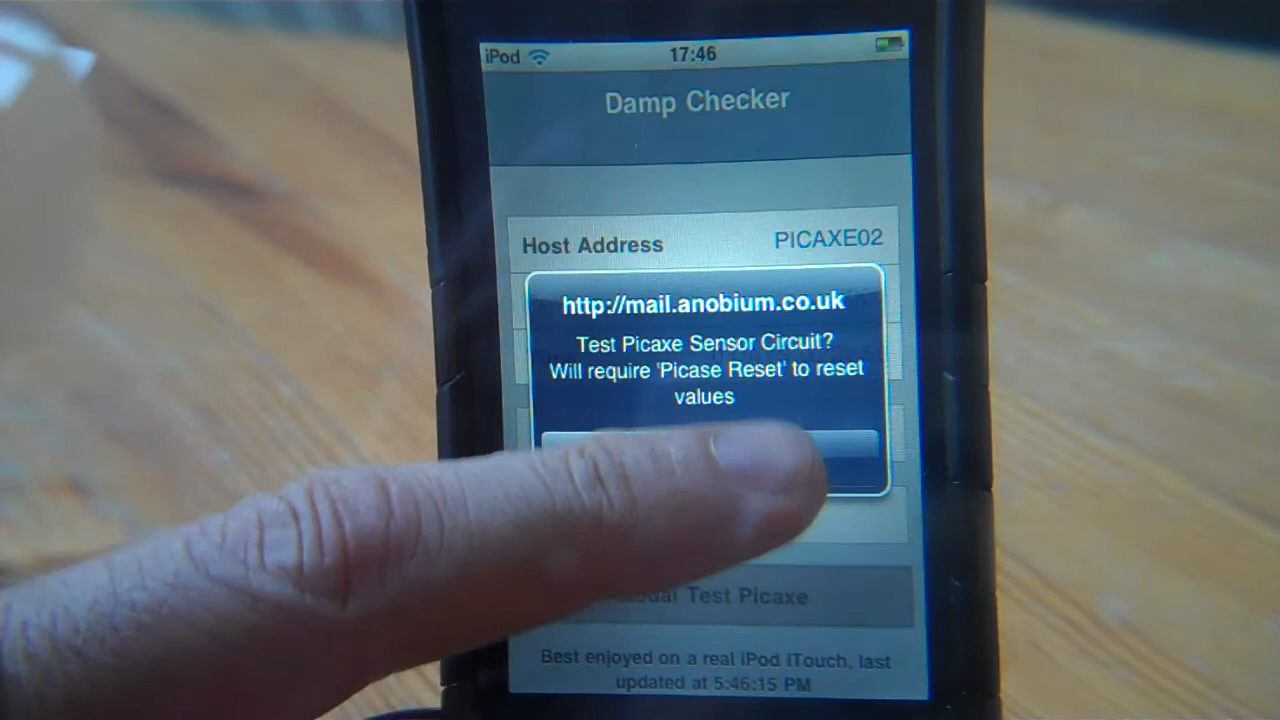 iPod 17:46
Damp Checker
Host Address PICAXE02
http://mail.anobium.co.uk
Test Picaxe Sensor Circuit?
Will require 'Picase Reset' to reset
values
Test Picaxe
Best enjoyed on a real iPod iTouch, last
updated at 5:46:15 PM